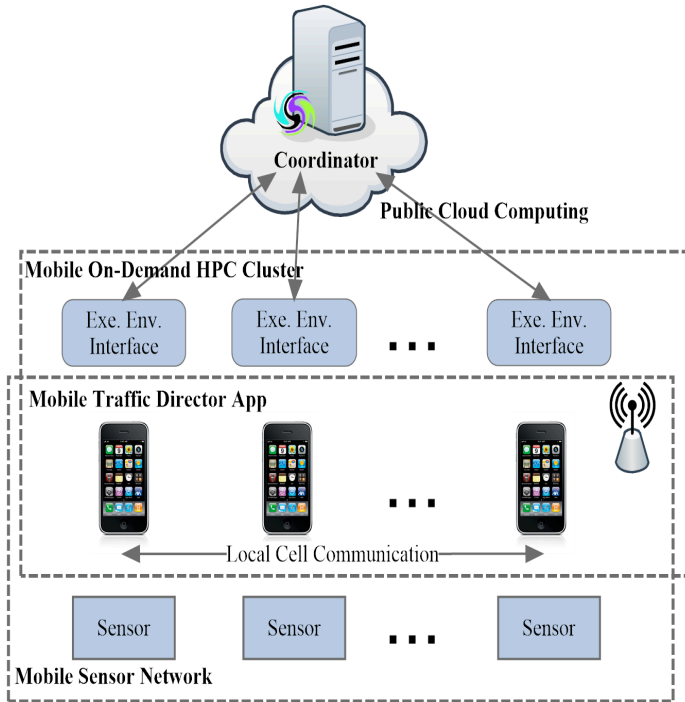 Coordinator
Public Cloud Computing
Mobile On-Demand HPC Cluster
Exe. Env.
Interface
Exe. Env.
Interface
...
Exe. Env.
Interface
Mobile Traffic Director App
...
Local Cell Communication
Sensor
Sensor
...
Sensor
Mobile Sensor Network